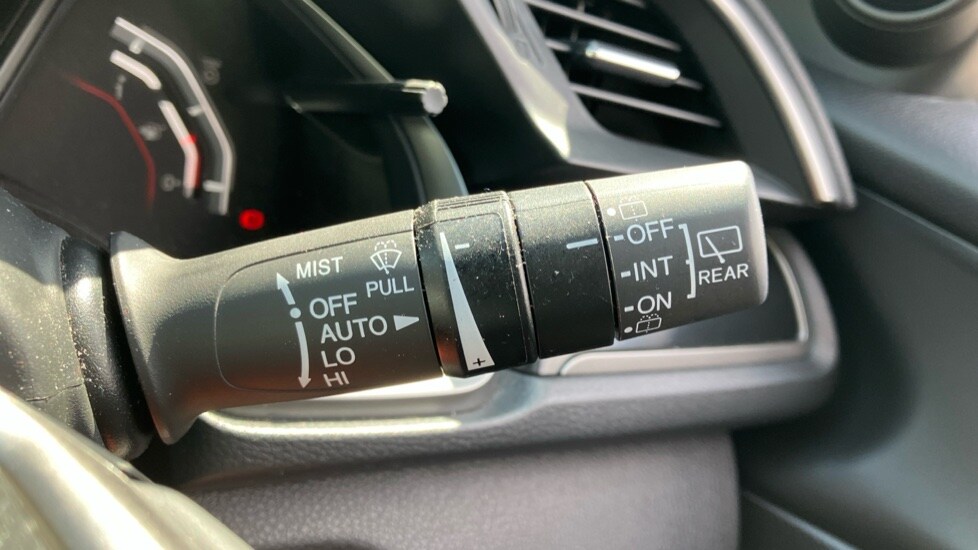 MIST
OFF
AUTO
LO
HI
PULL
-
+
OFF
INT
ON
REAR